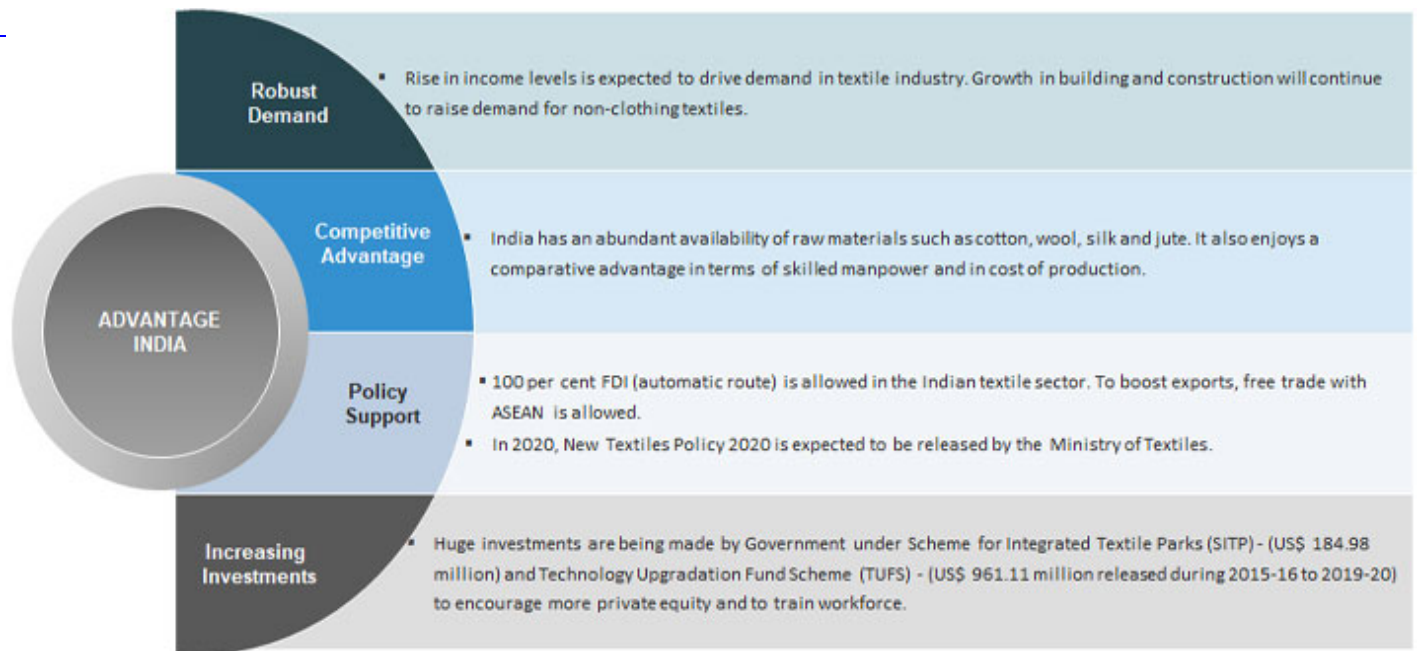 Robust
Demand
▪ Rise in income levels is expected to drive demand in textile industry. Growth in building and construction will continue
to raise demand for non-clothing textiles.
Competitive
Advantage
▪ India has an abundant availability of raw materials such as cotton, wool, silk and jute. It also enjoys a
comparative advantage in terms of skilled manpower and in cost of production.
ADVANTAGE
INDIA
Policy
Support
▪ 100 per cent FDI (automatic route) is allowed in the Indian textile sector. To boost exports, free trade with
ASEAN is allowed.
▪ In 2020, New Textiles Policy 2020 is expected to be released by the Ministry of Textiles.
Increasing
Investments
▪ Huge investments are being made by Government under Scheme for Integrated Textile Parks (SITP) - (US$ 184.98
million) and Technology Upgradation Fund Scheme (TUFS) - (US$ 961.11 million released during 2015-16 to 2019-20)
to encourage more private equity and to train workforce.